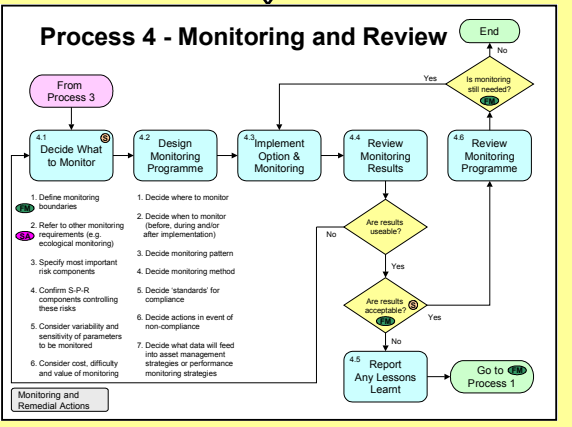 Process 4 - Monitoring and Review
End
No
Yes
Is monitoring
still needed?
FM
From
Process 3
4.1
S
Decide What
to Monitor
4.2
Design
Monitoring
Programme
4.3
Implement
Option &
Monitoring
4.4
Review
Monitoring
Results
4.6
Review
Monitoring
Programme
1. Define monitoring
boundaries
FM
2. Refer to other monitoring
requirements (e.g.
ecological monitoring)
SA
3. Specify most important
risk components
4. Confirm S-P-R
components controlling
these risks
5. Consider variability and
sensitivity of parameters
to be monitored
6. Consider cost, difficulty
and value of monitoring
1. Decide where to monitor
2. Decide when to monitor
(before, during and/or
after implementation)
3. Decide monitoring pattern
4. Decide monitoring method
5. Decide 'standards' for
compliance
6. Decide actions in event of
non-compliance
7. Decide what data will feed
into asset management
strategies or performance
monitoring strategies
Are results
useable?
No
Yes
Are results
acceptable?
S
FM
Yes
No
4.5
Report
Any Lessons
Learnt
Go to
Process 1
FM
Monitoring and
Remedial Actions